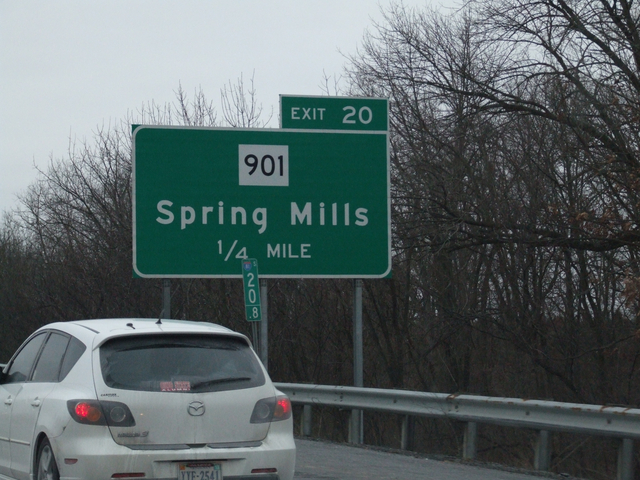 EXIT 20
901
Spring Mills
1/4 MILE
20
.8